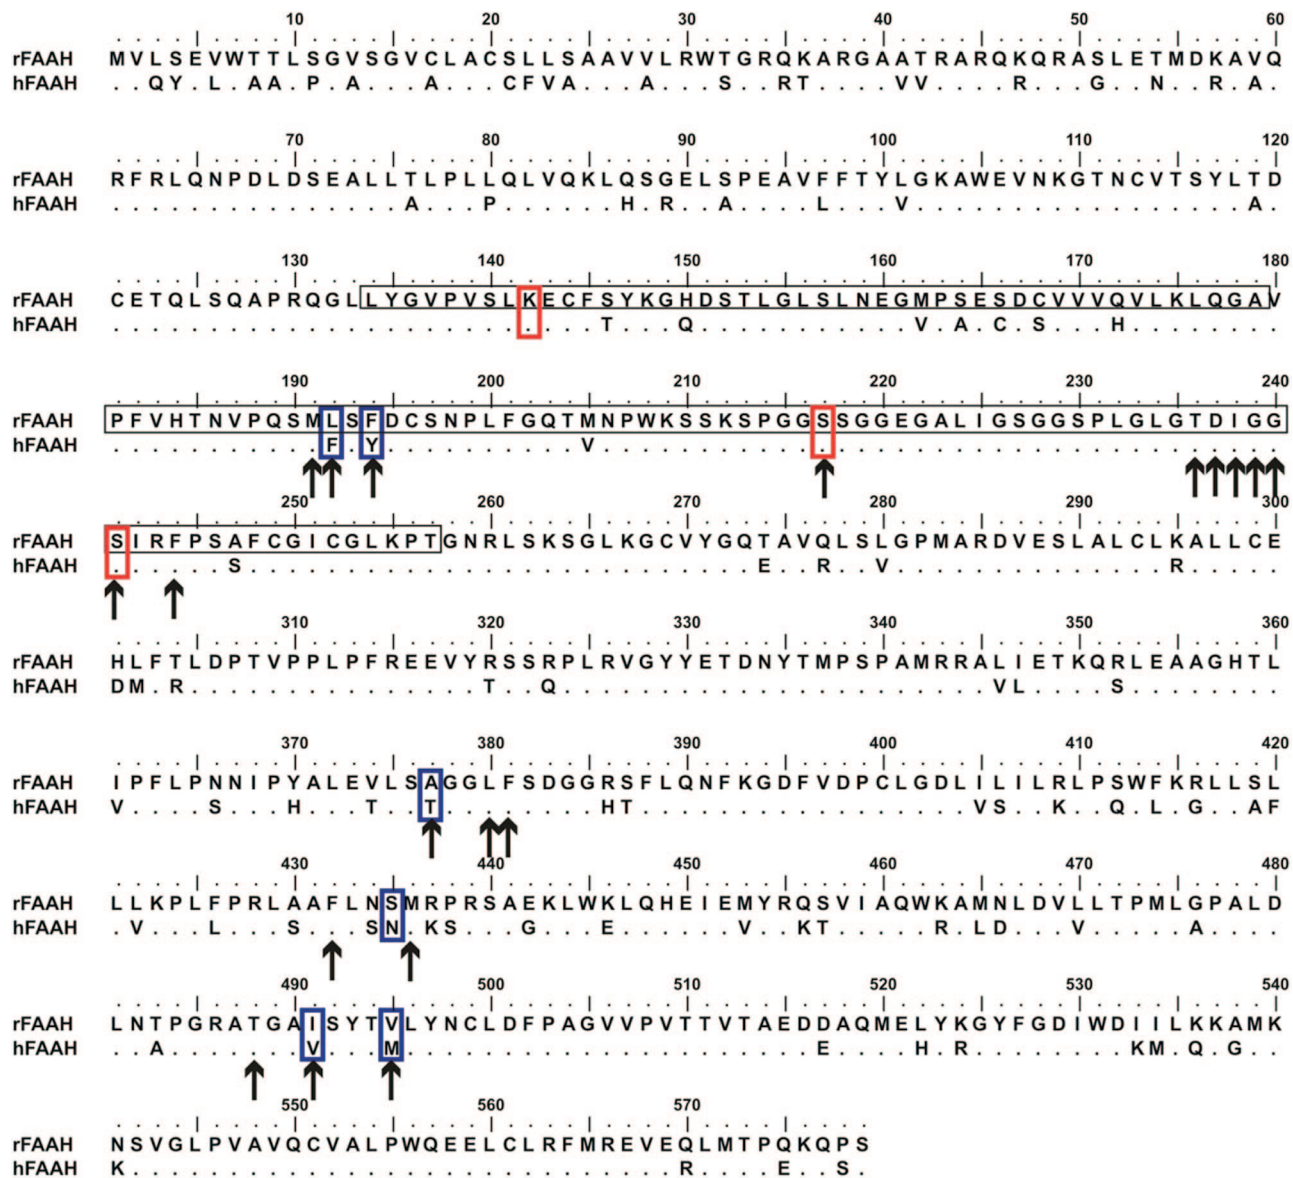 10 20 30 40 50 60
rFAAH MVLSEVWTTLSGVSGVCLACSLLSAAVVLRWTGRQKARGAATRARQKQRASLETMDKAVQ
hFAAH ..QY.L.AA.P.A...A...CFVA...A...S..RT....VV....R...G..N..R.A.
70 80 90 100 110 120
rFAAH RFRLQNPDLDSEALLTLPLLQLVQKLQSGELSPEAVFFTYLGKAWEVNKGTNCVTSYLTD
hFAAH ...............A...P......H.R..A....L...V.................A.
130 140 150 160 170 180
rFAAH CETQLSQAPRQGLLYGVPVSLKECFSYKGHDSTLGLSLNEGMPSESDCVVVQVLKLQGAV
hFAAH .........................T...Q...........V.A.C.S...H........
190 200 210 220 230 240
rFAAH PFVHTNVPQSMLSFDCSNPLFGQTMNPWKSSKSPGGSSGGEGALIGSGGSPLGLGTDIGG
hFAAH ...........F.Y..........V...................................
250 260 270 280 290 300
rFAAH SIRFPSAFCGICGLKPTGNRLSKSGLKGCVYGQTAVQLSLGPMARDVESLALCLKALLCE
hFAAH ......S..........................E..R..V..............R.....
310 320 330 340 350 360
rFAAH HLFTLDPTVPPLPFREEVYRSSRPLRVGYYETDNYTMPSPAMRRALIETKQRLEAAGHTL
hFAAH DM.R...............T..Q......................VL....S........
370 380 390 400 410 420
rFAAH IPFLPNNIPYALEVLSAGGLFSDGGRSFLQNFKGDFVDPCLGDLILILRLPSWFKRLLSL
hFAAH V....S...H...T..T........HT.................VS..K..Q.L.G..AF
430 440 450 460 470 480
rFAAH LLKPLFPRLAAFLNSMRPRSAEKLWKLQHEIEMYRQSVIAQWKAMNLDVLLTPMLGPALD
hFAAH .V...L...S...SN.KS...G...E......V..KT.....R.LD...V.....A....
490 500 510 520 530 540
rFAAH LNTPGRATGAISYTVLYNCLDFPAGVVPVTTVTAEDDAQMELYKGYFGDIWDIILKKAMK
hFAAH ..A.......V...M.....................E....H.R........KM.Q.G..
550 560 570
rFAAH NSVGLPVAVQCVALPWQEELCLRFMREVEQLMTPQKQPS
hFAAH K............................R....E..S.